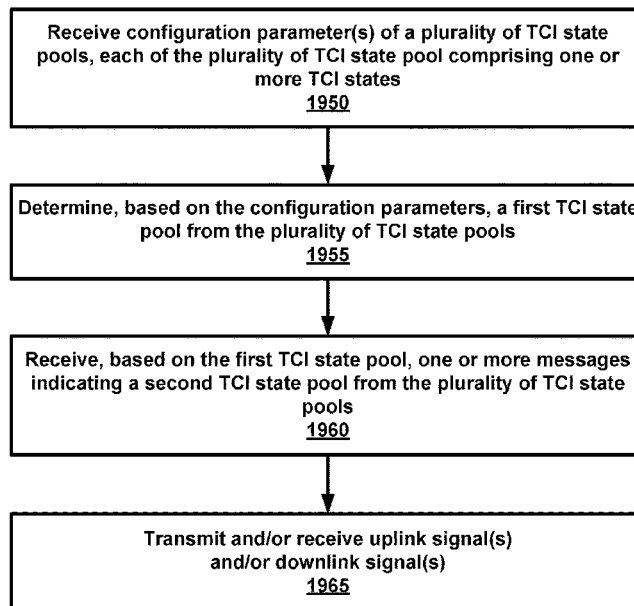 Receive configuration parameter(s) of a plurality of TCI state
pools, each of the plurality of TCI state pool comprising one or
more TCI states
1950
Determine, based on the configuration parameters, a first TCI state
pool from the plurality of TCI state pools
1955
Receive, based on the first TCI state pool, one or more messages
indicating a second TCI state pool from the plurality of TCI state
pools
1960
Transmit and/or receive uplink signal(s)
and/or downlink signal(s)
1965